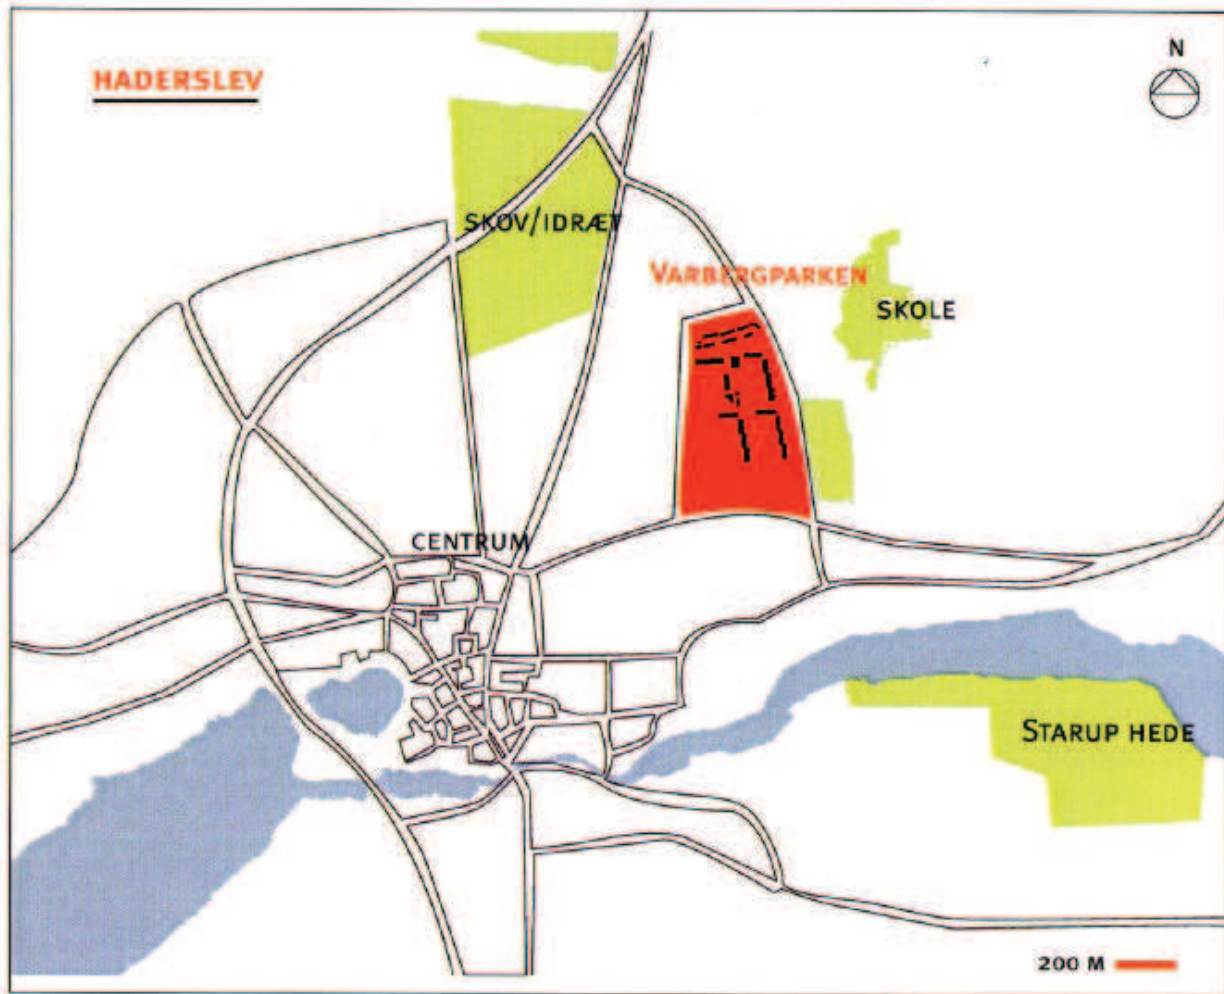 HADERSLEV
N
SKOV/IDRÆT
VARBERGPARKEN
SKOLE
CENTRUM
STARUP HEDE
200 M